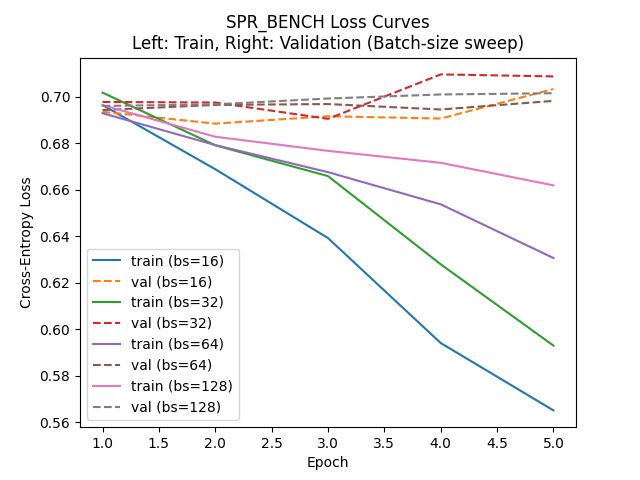 SPR_BENCH Loss Curves
Left: Train, Right: Validation (Batch-size sweep)
Cross-Entropy Loss
0.70
0.68
0.66
0.64
0.62
0.60
0.58
0.56
train (bs=16)
val (bs=16)
train (bs=32)
val (bs=32)
train (bs=64)
val (bs=64)
train (bs=128)
val (bs=128)
1.0 1.5 2.0 2.5 3.0 3.5 4.0 4.5 5.0
Epoch